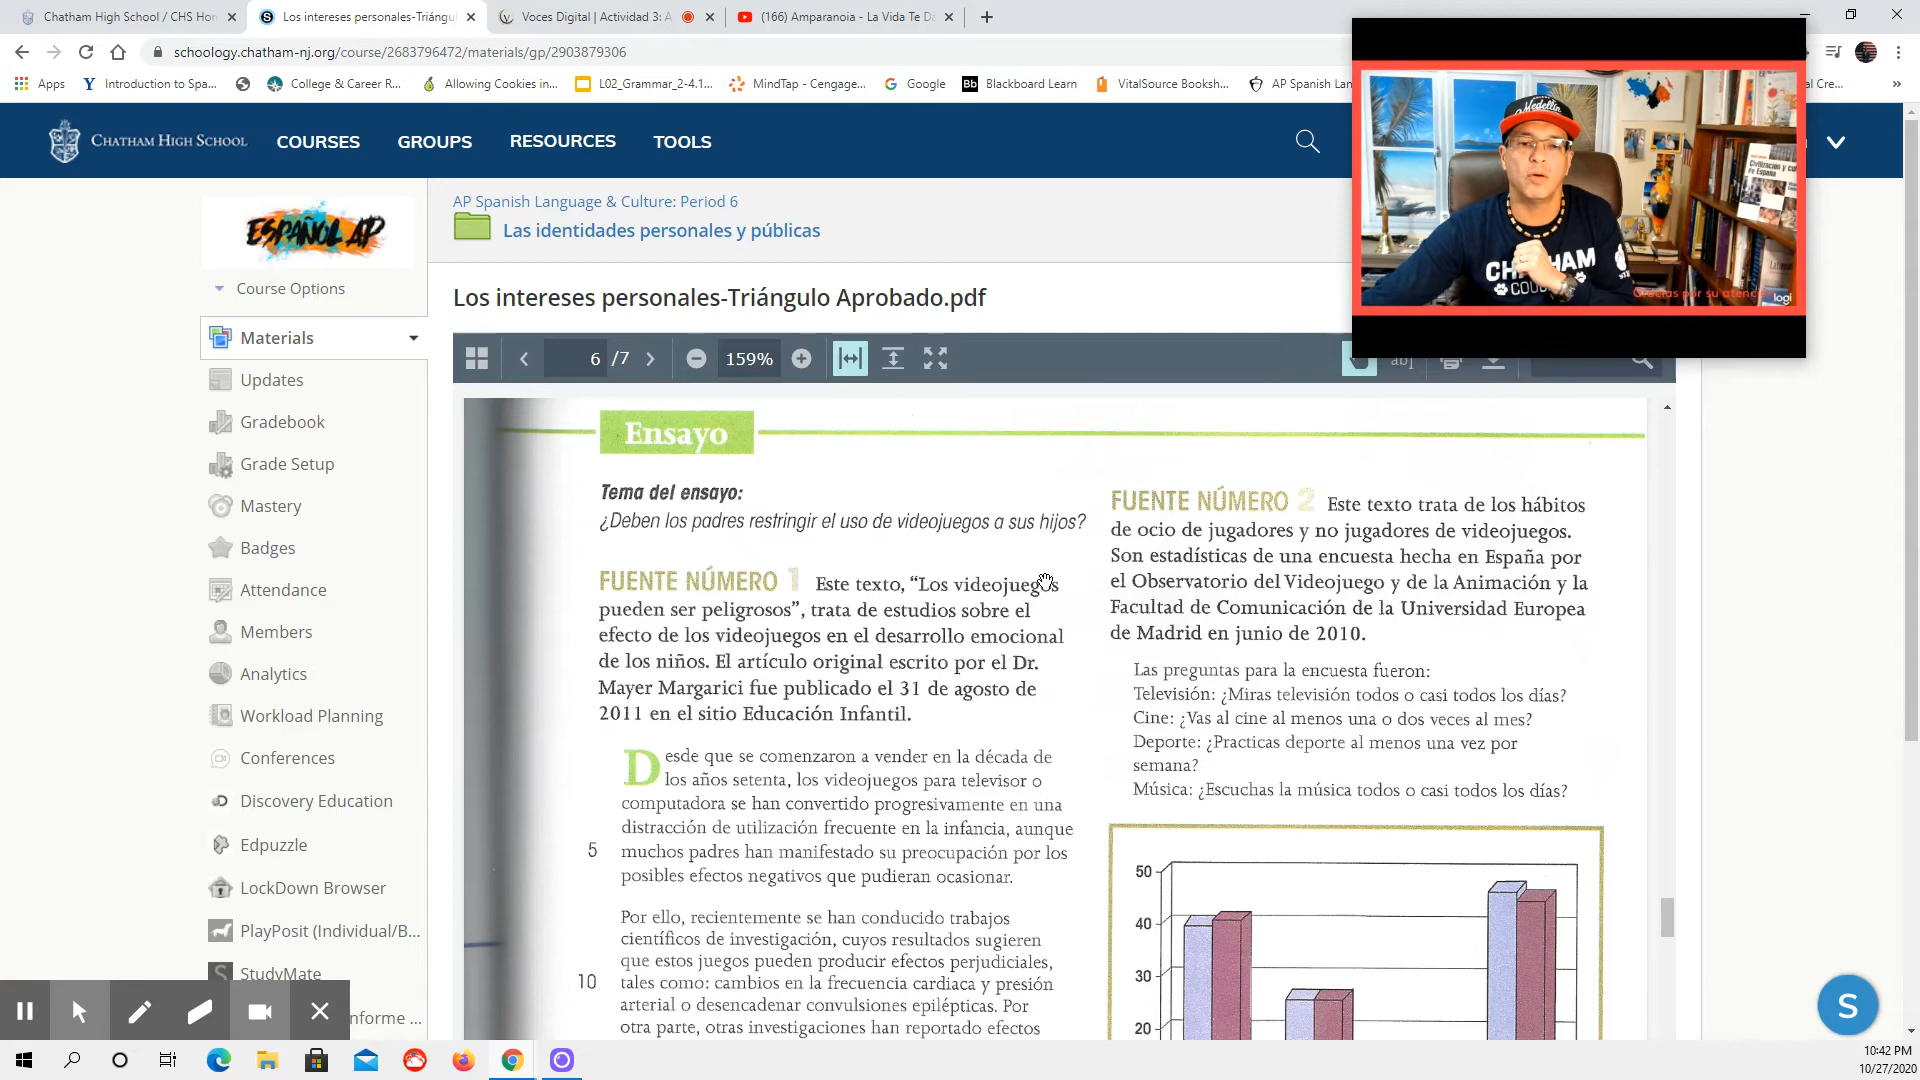 Chatham High School / CHS Hon
Los intereses personales-Triángul
Voces Digital | Actividad 3: A
(166) Amparanoia - La Vida Te Da
schoology.chatham-nj.org/course/2683796472/materials/gp/2903879306
Apps
Introduction to Spa...
College & Career R...
Allowing Cookies in...
L02_Grammar_2-4.1...
MindTap - Cengage...
Google
Bb
Blackboard Learn
VitalSource Booksh...
AP Spanish Lan
al Cre...
CHATHAM HIGH SCHOOL
COURSES
GROUPS
RESOURCES
TOOLS
Medellin
Civilización y cul
de España
CHATHAM
COU
Gracias por su atenc
logi
ESPAÑOL AP
Course Options
Materials
Updates
Gradebook
Grade Setup
Mastery
Badges
Attendance
Members
Analytics
Workload Planning
Conferences
Discovery Education
Edpuzzle
LockDown Browser
PlayPosit (Individual/B...
StudyMate
nforme ...
AP Spanish Language & Culture: Period 6
Las identidades personales y públicas
Los intereses personales-Triángulo Aprobado.pdf
6 /7
159%
ab|
Ensayo
Tema del ensayo:
¿Deben los padres restringir el uso de videojuegos a sus hijos?
FUENTE NÚMERO 1 Este texto, “Los videojuegos
pueden ser peligrosos”, trata de estudios sobre el
efecto de los videojuegos en el desarrollo emocional
de los niños. El artículo original escrito por el Dr.
Mayer Margarici fue publicado el 31 de agosto de
2011 en el sitio Educación Infantil.
Desde que se comenzaron a vender en la década de
los años setenta, los videojuegos para televisor o
computadora se han convertido progresivamente en una
distracción de utilización frecuente en la infancia, aunque
5 muchos padres han manifestado su preocupación por los
posibles efectos negativos que pudieran ocasionar.
Por ello, recientemente se han conducido trabajos
científicos de investigación, cuyos resultados sugieren
que estos juegos pueden producir efectos perjudiciales,
10 tales como: cambios en la frecuencia cardiaca y presión
arterial o desencadenar convulsiones epilépticas. Por
otra parte, otras investigaciones han reportado efectos
FUENTE NÚMERO 2 Este texto trata de los hábitos
de ocio de jugadores y no jugadores de videojuegos.
Son estadísticas de una encuesta hecha en España por
el Observatorio del Videojuego y de la Animación y la
Facultad de Comunicación de la Universidad Europea
de Madrid en junio de 2010.
Las preguntas para la encuesta fueron:
Televisión: ¿Miras televisión todos o casi todos los días?
Cine: ¿Vas al cine al menos una o dos veces al mes?
Deporte: ¿Practicas deporte al menos una vez por
semana?
Música: ¿Escuchas la música todos o casi todos los días?
50
40
30
20
S
10:42 PM
10/27/2020